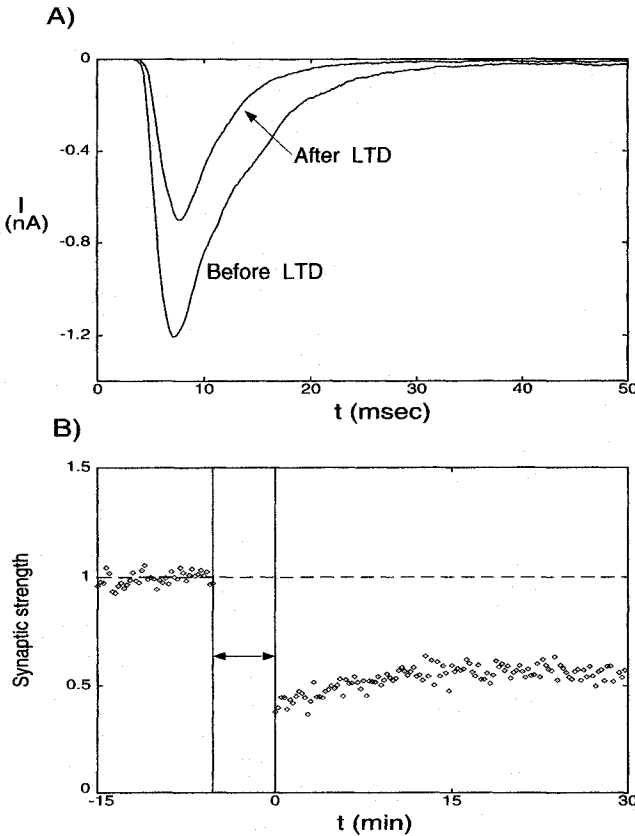 A)
0
-0.4
I
(nA)
-0.8
-1.2
After LTD
Before LTD
0
10
20
30
40
50
t (msec)
B)
1.5
1
0.5
0
Synaptic strength
-15
0
15
30
t (min)